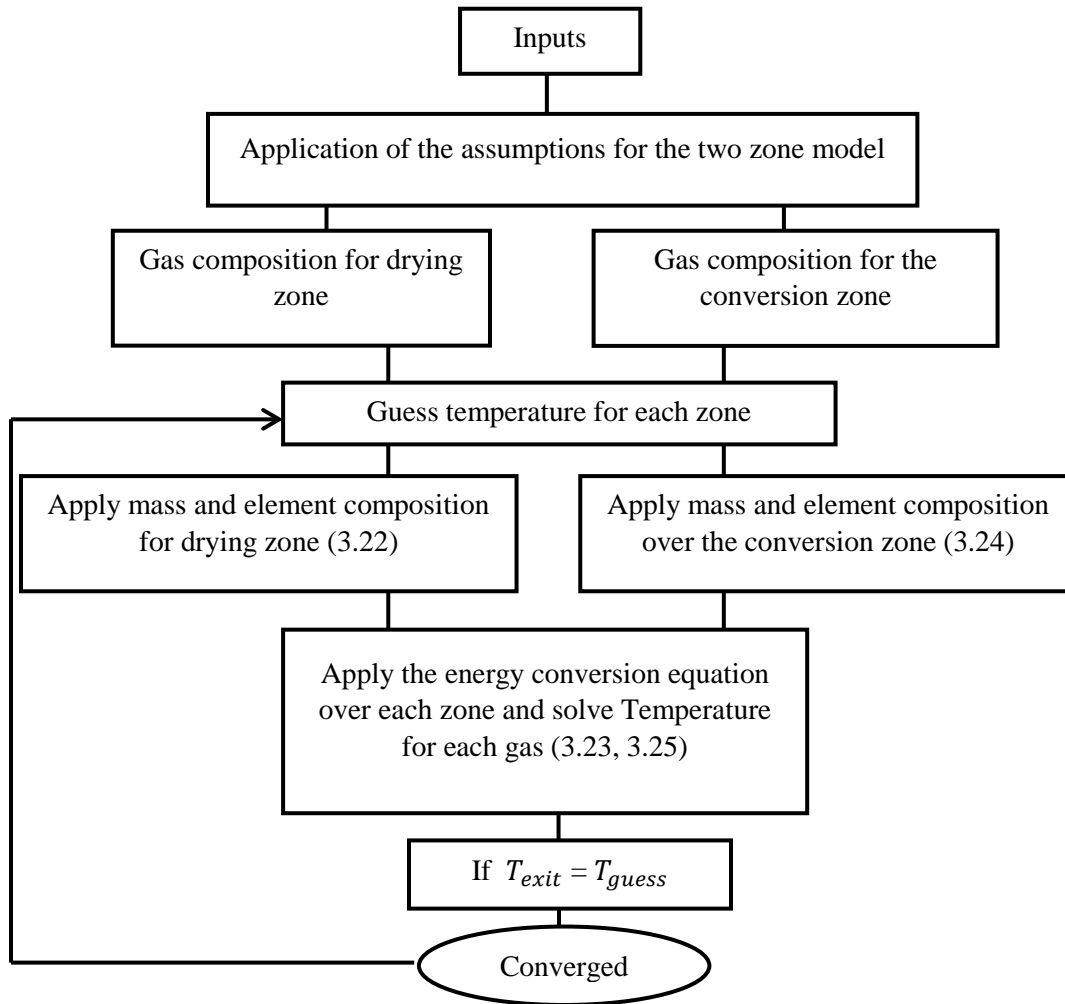 Inputs
Application of the assumptions for the two zone model
Gas composition for drying
zone
Gas composition for the
conversion zone
Guess temperature for each zone
Apply mass and element composition
for drying zone (3.22)
Apply mass and element composition
over the conversion zone (3.24)
Apply the energy conversion equation
over each zone and solve Temperature
for each gas (3.23, 3.25)
If T_exit = T_guess
Converged